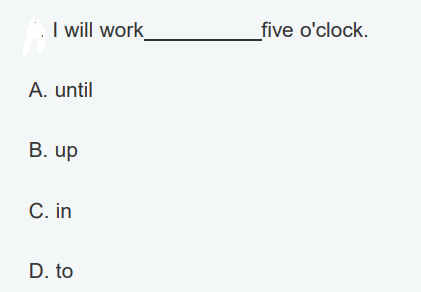 I will work__________five o'clock.
A. until
B. up
C. in
D. to